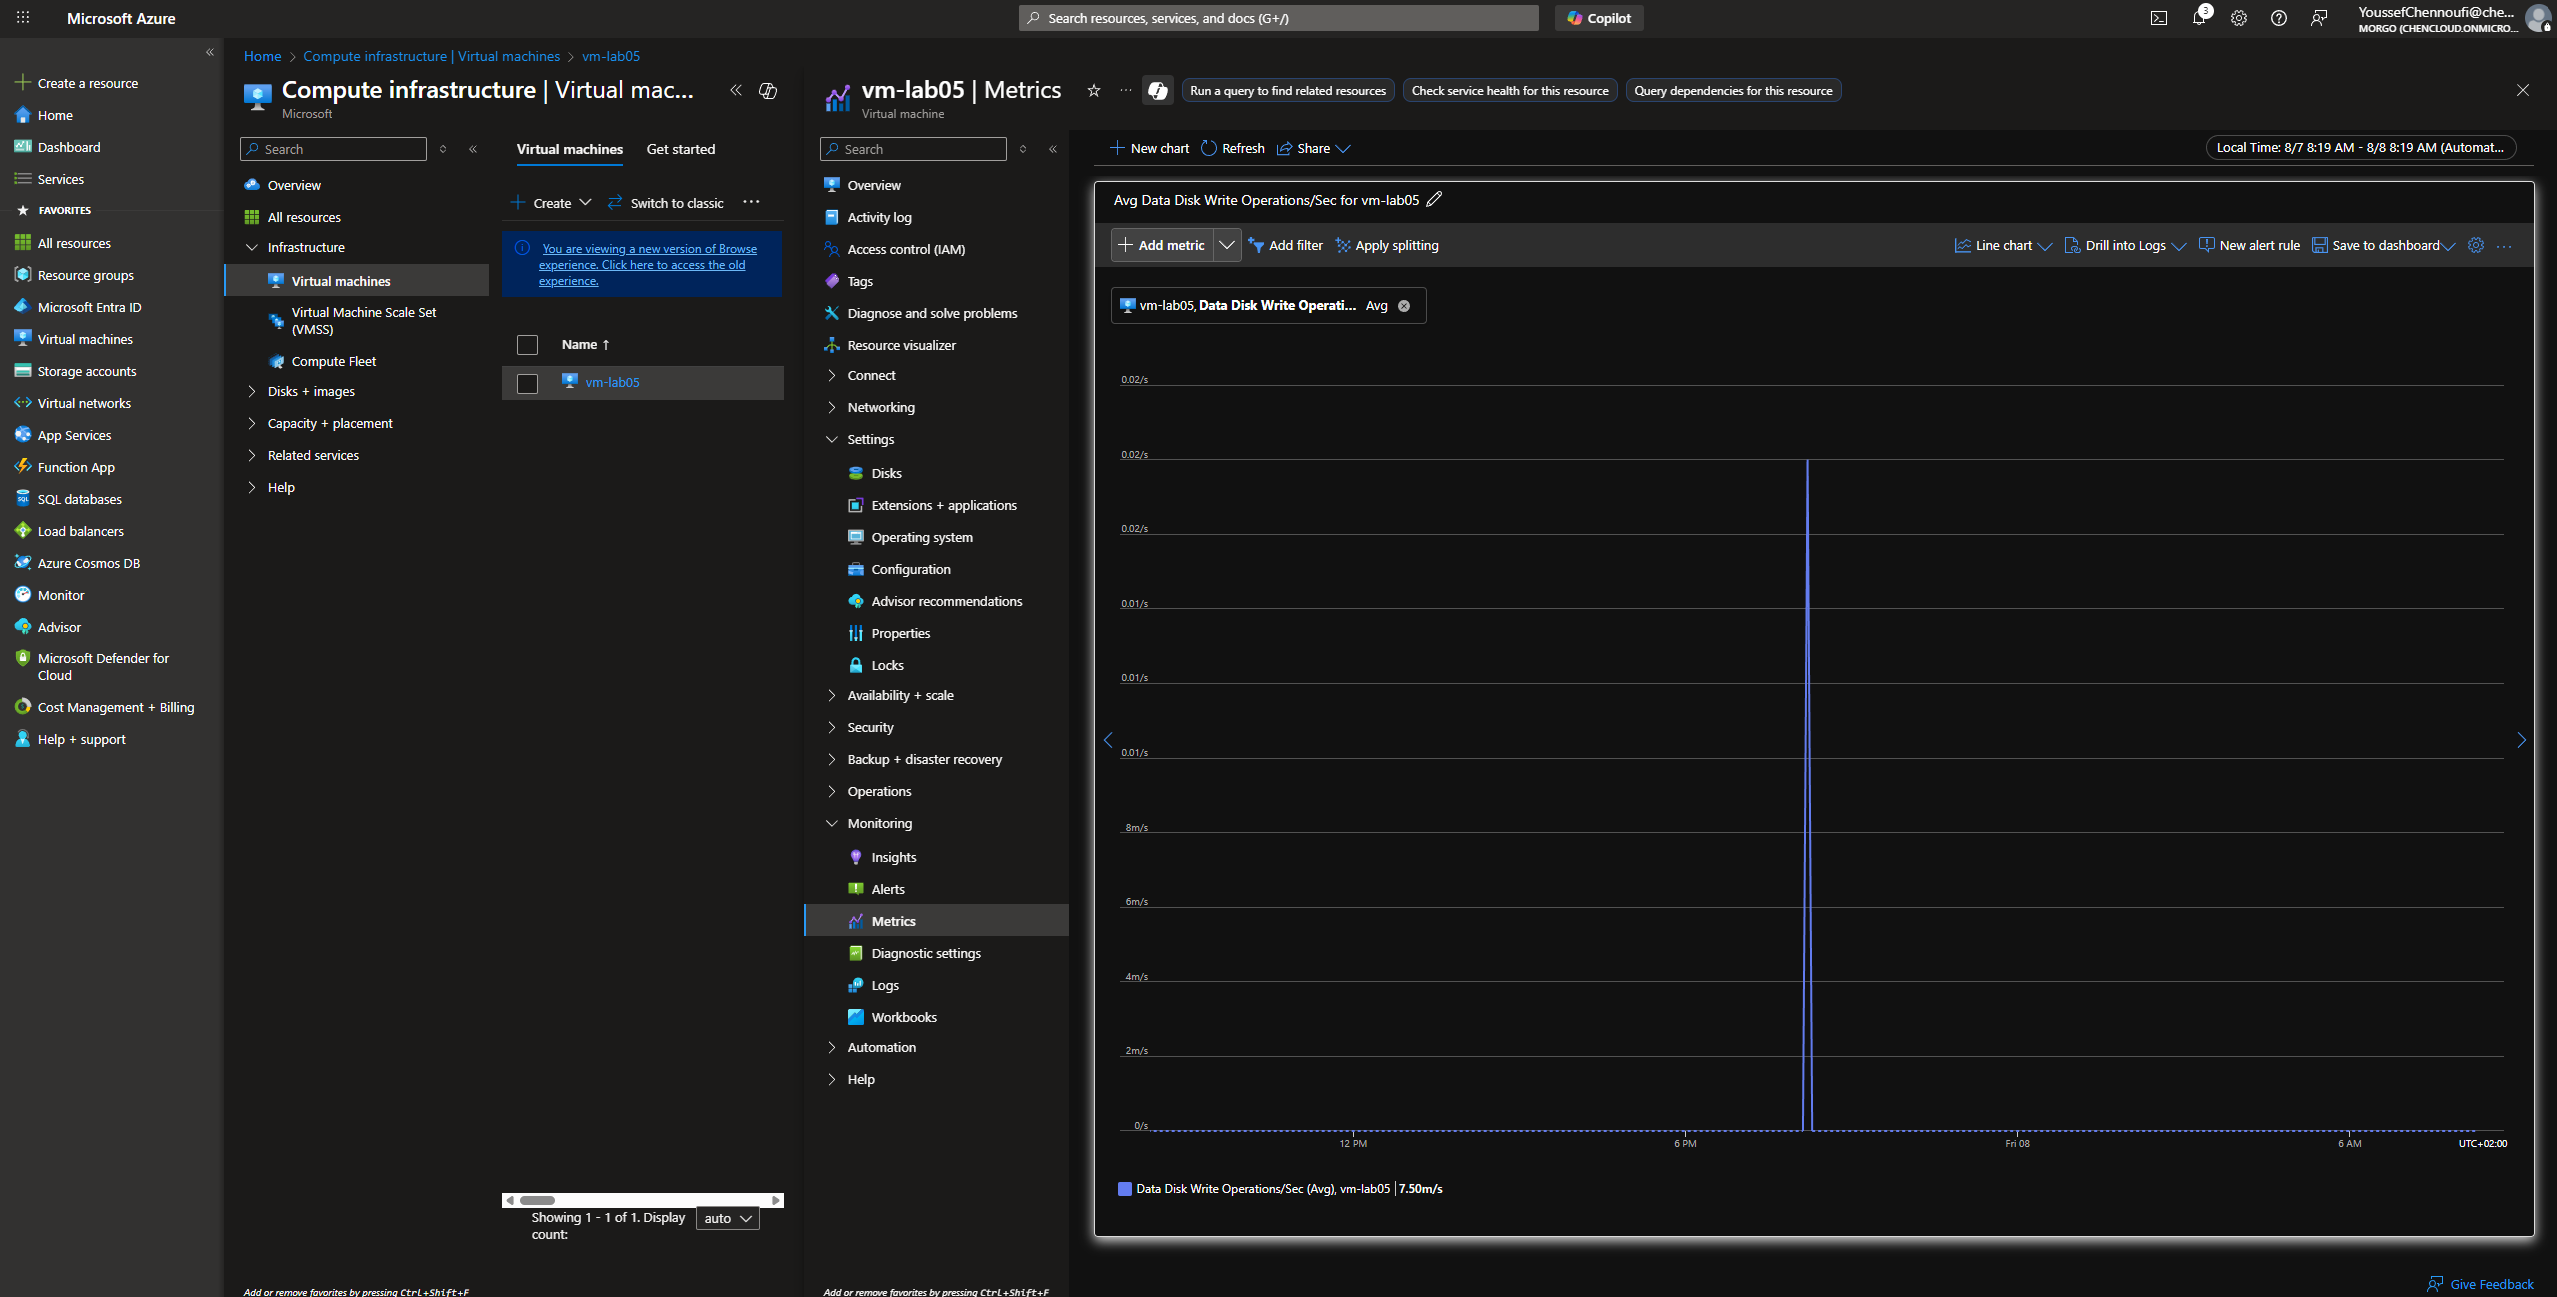 Microsoft Azure
Search resources, services, and docs (G+/)
Copilot
3
YoussefChennoufi@che...
MORGO (CHENCLOUD.ONMICRO...
Create a resource
Home
Dashboard
Services
FAVORITES
All resources
Resource groups
Microsoft Entra ID
Virtual machines
Storage accounts
Virtual networks
App Services
Function App
SQL databases
Load balancers
Azure Cosmos DB
Monitor
Advisor
Microsoft Defender for
Cloud
Cost Management + Billing
Help + support
Home > Compute infrastructure | Virtual machines > vm-lab05
Compute infrastructure | Virtual mac...
Microsoft
Search
Overview
All resources
Infrastructure
Virtual machines
Virtual Machine Scale Set
(VMSS)
Compute Fleet
Disks + images
Capacity + placement
Related services
Help
Add or remove favorites by pressing Ctrl+Shift+F
Virtual machines
Get started
Create
Switch to classic
You are viewing a new version of Browse
experience. Click here to access the old
experience.
Name ↑
vm-lab05
Showing 1 - 1 of 1. Display
count:
auto
vm-lab05 | Metrics
Virtual machine
Run a query to find related resources
Check service health for this resource
Query dependencies for this resource
Search
Overview
Activity log
Access control (IAM)
Tags
Diagnose and solve problems
Resource visualizer
Connect
Networking
Settings
Disks
Extensions + applications
Operating system
Configuration
Advisor recommendations
Properties
Locks
Availability + scale
Security
Backup + disaster recovery
Operations
Monitoring
Insights
Alerts
Metrics
Diagnostic settings
Logs
Workbooks
Automation
Help
Add or remove favorites by pressing Ctrl+Shift+F
New chart
Refresh
Share
Local Time: 8/7 8:19 AM - 8/8 8:19 AM (Automat...
Avg Data Disk Write Operations/Sec for vm-lab05
Add metric
Add filter
Apply splitting
Line chart
Drill into Logs
New alert rule
Save to dashboard
vm-lab05, Data Disk Write Operati... Avg
0.02/s
0.02/s
0.02/s
0.01/s
0.01/s
0.01/s
8m/s
6m/s
4m/s
2m/s
0/s
12 PM
6 PM
Fri 08
6 AM
UTC+02:00
Data Disk Write Operations/Sec (Avg), vm-lab05 | 7.50m/s
Give Feedback